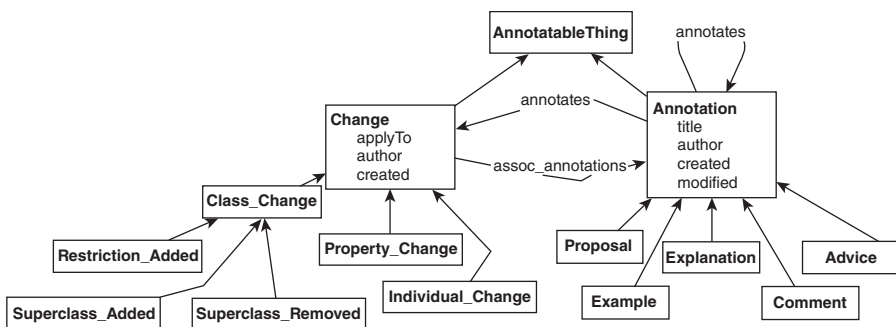 AnnotatableThing
annotates
annotates
Annotation
title
author
created
modified
Change
applyTo
author
created
assoc_annotations
Class_Change
Restriction_Added
Property_Change
Proposal
Explanation
Advice
Superclass_Added
Superclass_Removed
Individual_Change
Example
Comment